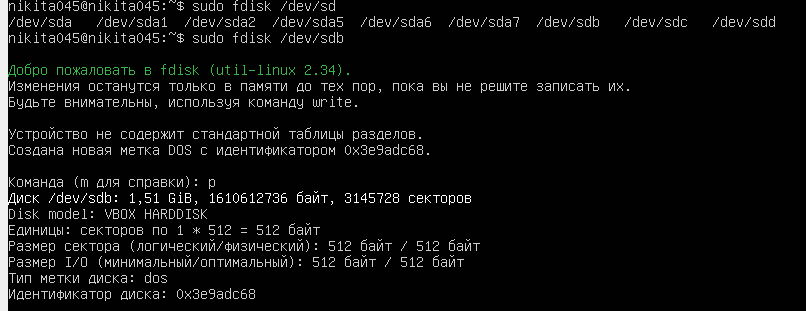 nikita045@nikita045:~$ sudo fdisk /dev/sd
/dev/sda /dev/sda1 /dev/sda2 /dev/sda5 /dev/sda6 /dev/sda7 /dev/sdb /dev/sdc /dev/sdd
nikita045@nikita045:~$ sudo fdisk /dev/sdb
Добро пожаловать в fdisk (util-linux 2.34).
Изменения останутся только в памяти до тех пор, пока вы не решите записать их.
Будьте внимательны, используя команду write.
Устройство не содержит стандартной таблицы разделов.
Создана новая метка DOS с идентификатором 0x3e9adc68.
Команда (m для справки): p
Диск /dev/sdb: 1,51 GiB, 1610612736 байт, 3145728 секторов
Disk model: VBOX HARDDISK
Единицы: секторов по 1 * 512 = 512 байт
Размер сектора (логический/физический): 512 байт / 512 байт
Размер I/O (минимальный/оптимальный): 512 байт / 512 байт
Тип метки диска: dos
Идентификатор диска: 0x3e9adc68